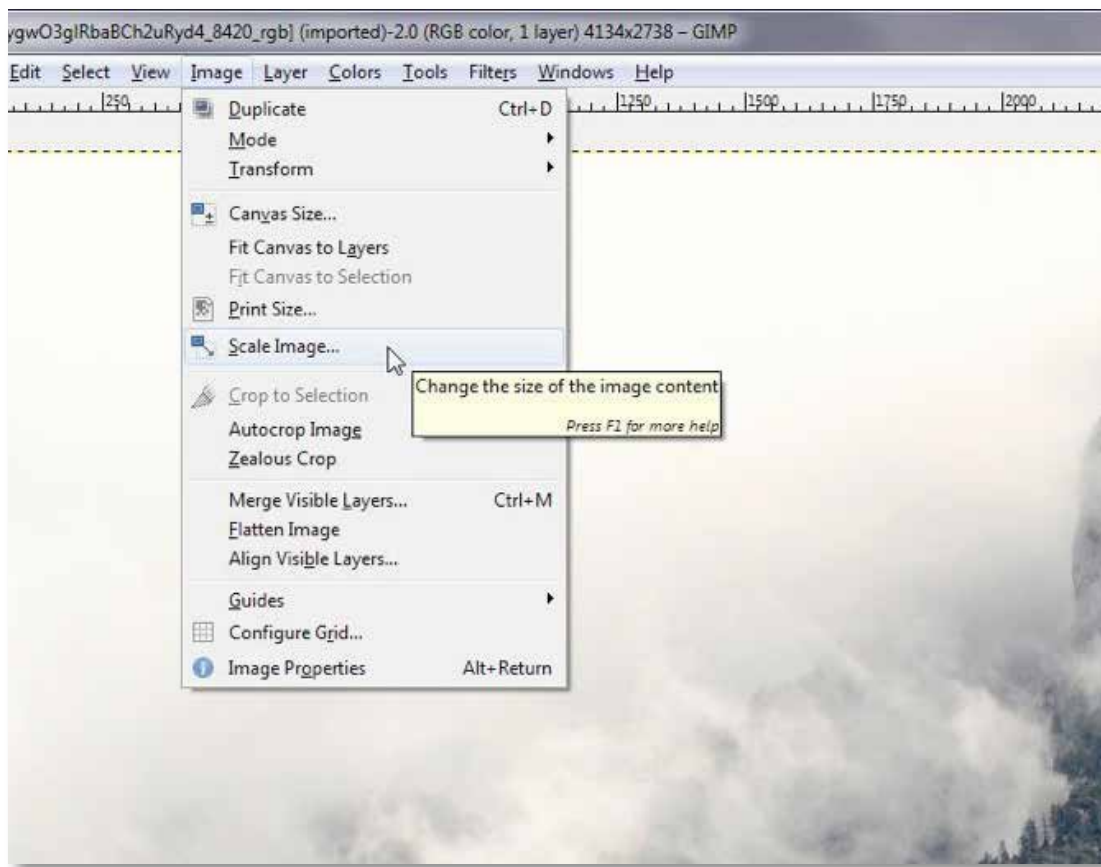 ygwO3glRbaBCh2uRyd4_8420_rgb] (imported)-2.0 (RGB color, 1 layer) 4134x2738 – GIMP
Edit Select View Image Layer Colors Tools Filters Windows Help
250 1250 1500 1750 2000
Duplicate Ctrl+D
Mode
Transform
Canvas Size...
Fit Canvas to Layers
Fit Canvas to Selection
Print Size...
Scale Image...
Change the size of the image content
Crop to Selection
Press F1 for more help
Autocrop Image
Zealous Crop
Merge Visible Layers... Ctrl+M
Flatten Image
Align Visible Layers...
Guides
Configure Grid...
Image Properties Alt+Return